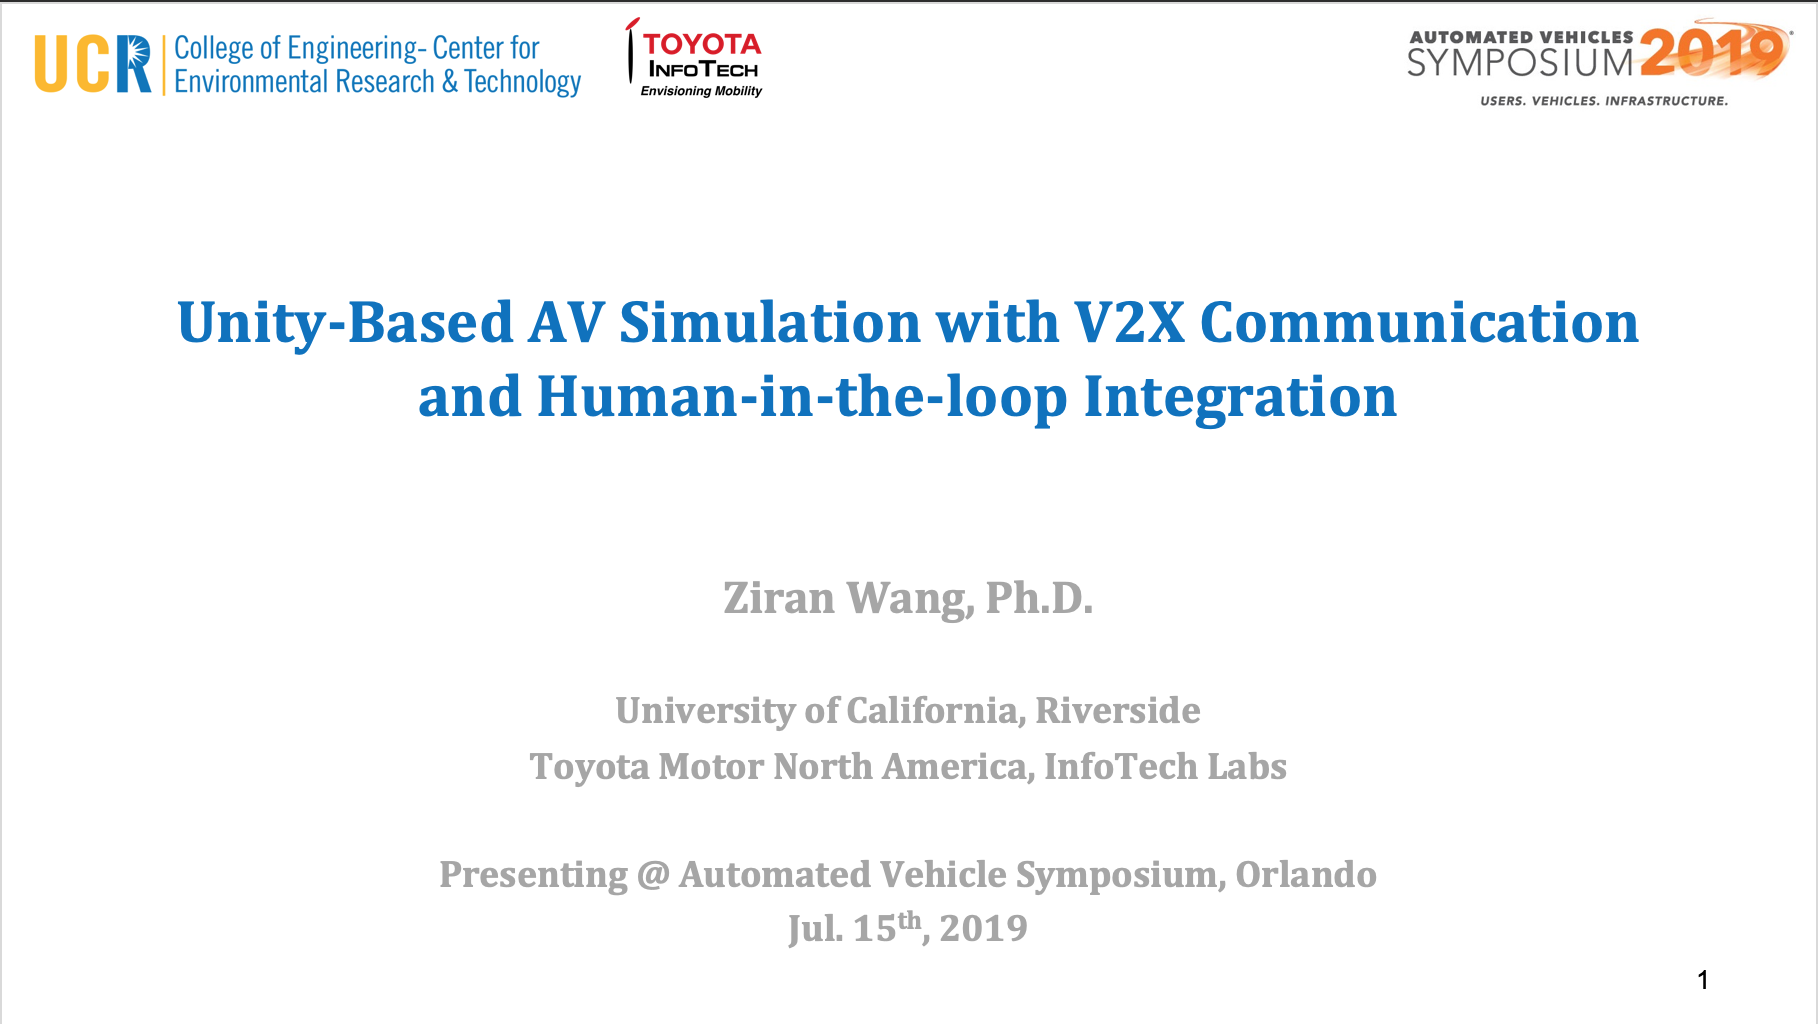 UCR College of Engineering- Center for
Environmental Research & Technology
TOYOTA
INFOTECH
Envisioning Mobility
AUTOMATED VEHICLES
SYMPOSIUM 2019
USERS. VEHICLES. INFRASTRUCTURE.
Unity-Based AV Simulation with V2X Communication
and Human-in-the-loop Integration
Ziran Wang, Ph.D.
University of California, Riverside
Toyota Motor North America, InfoTech Labs
Presenting @ Automated Vehicle Symposium, Orlando
Jul. 15th, 2019
1